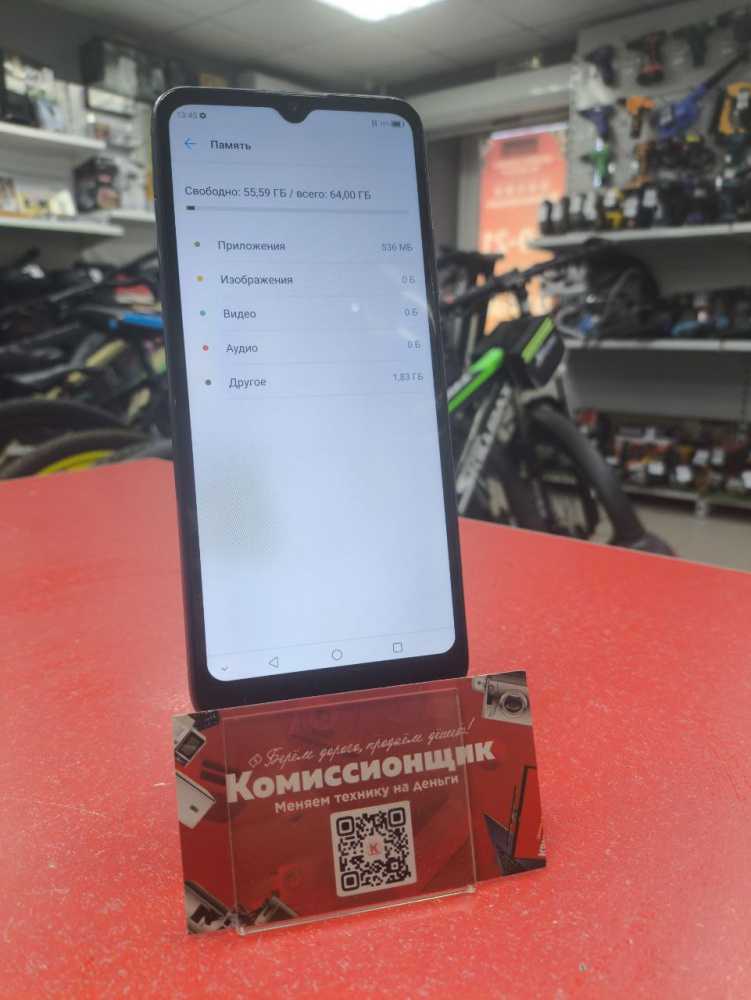 13:45
Память
Свободно: 55,59 ГБ / всего: 64,00 ГБ
Приложения 536 МБ
Изображения 0 Б
Видео 0 Б
Аудио 0 Б
Другое 1,83 ГБ
Берём дорого, продаём дёшево!
Комиссионщик
Меняем технику на деньги
К